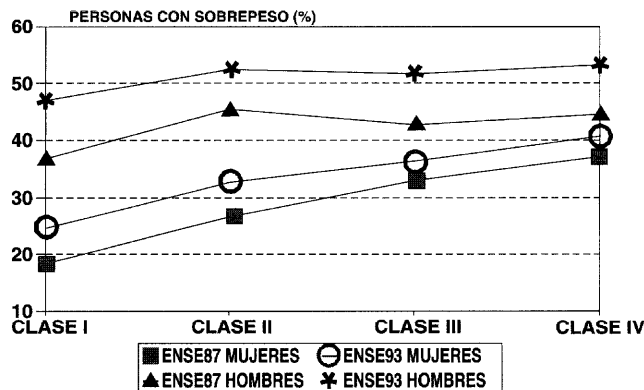 PERSONAS CON SOBREPESO (%)
60
50
40
30
20
10
CLASE I CLASE II CLASE III CLASE IV
ENSE87 MUJERES ENSE93 MUJERES
ENSE87 HOMBRES ENSE93 HOMBRES